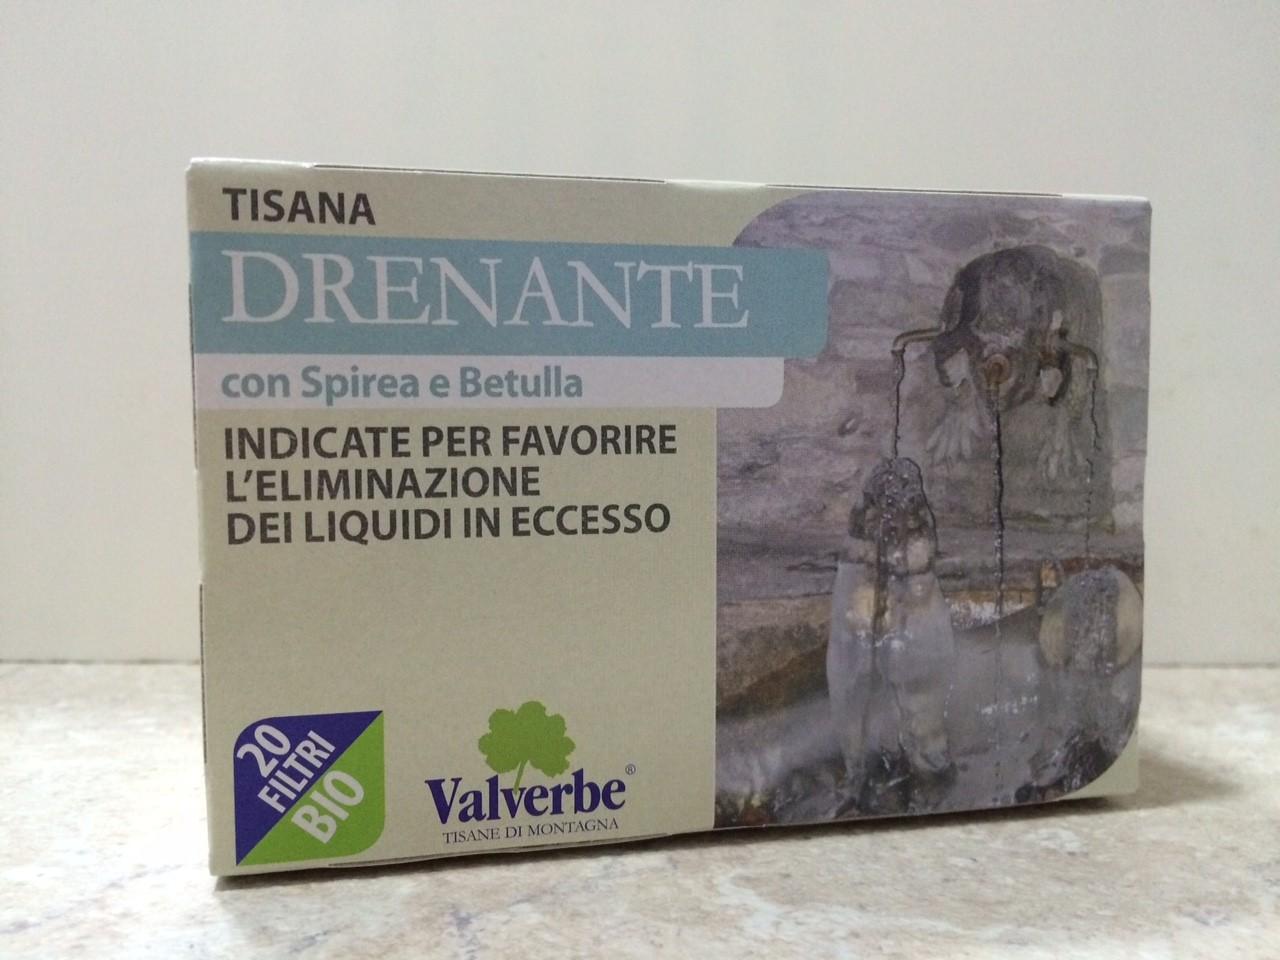 TISANA
DRENANTE
con Spirea e Betulla
INDICATE PER FAVORIRE
L'ELIMINAZIONE
DEI LIQUIDI IN ECCESSO
20
FILTRI
BIO
Valverbe®
TISANE DI MONTAGNA